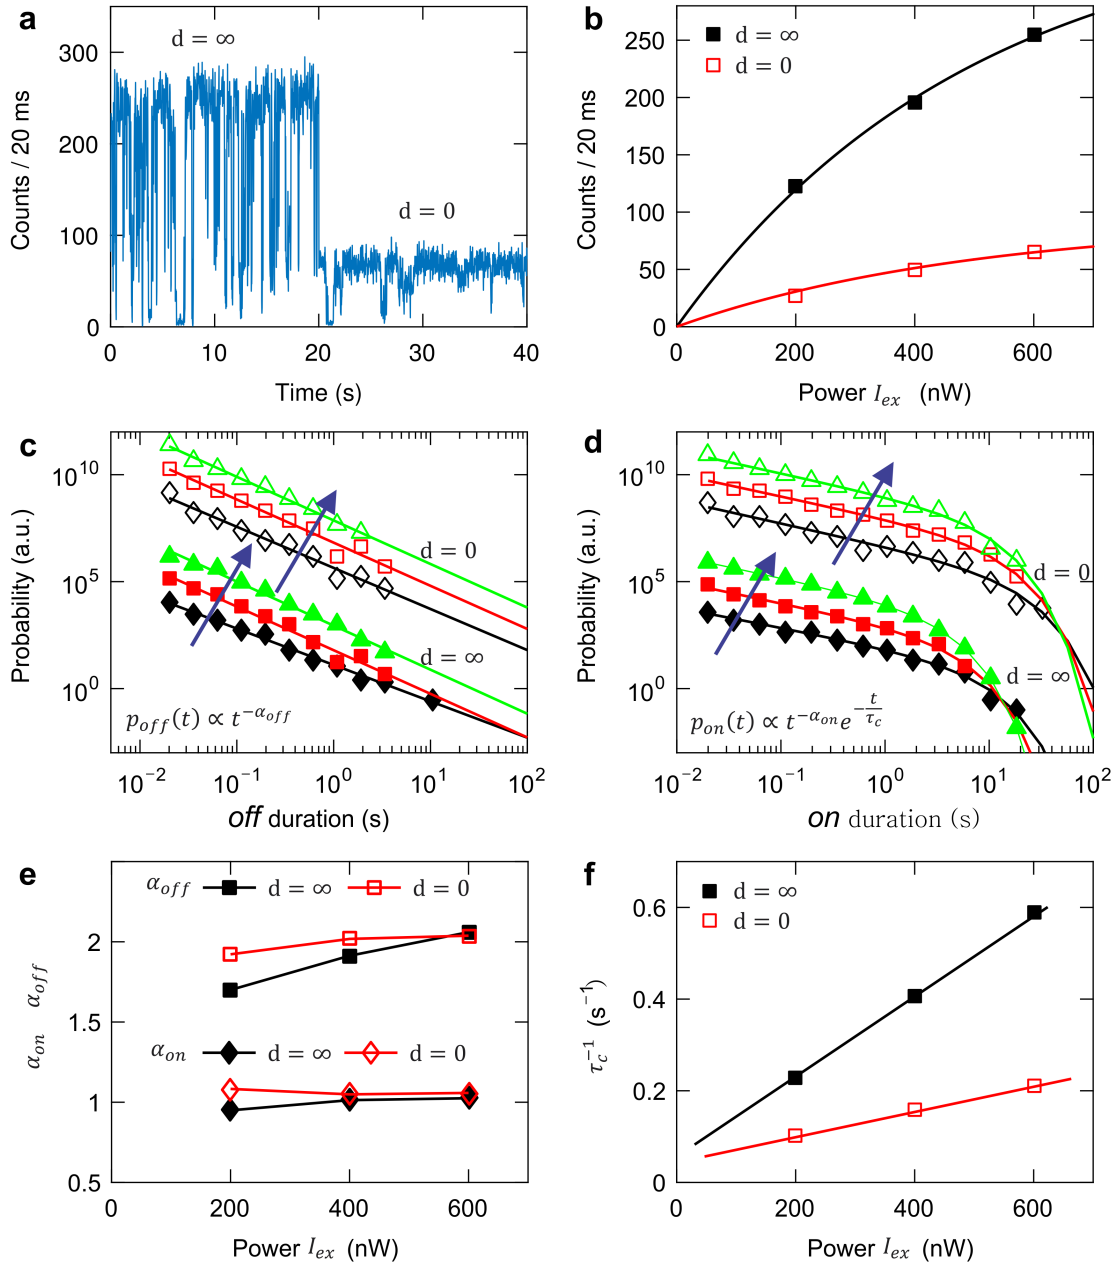 a
d = ∞
d = 0
Counts / 20 ms
300
200
100
0
0 10 20 30 40
Time (s)
b
d = ∞
d = 0
Counts / 20 ms
250
200
150
100
50
0
0 200 400 600
Power I_ex (nW)
c
d = 0
d = ∞
Probability (a.u.)
10^10
10^5
10^0
p_off(t) ∝ t^−α_off
10^−2 10^−1 10^0 10^1 10^2
off duration (s)
d
d = 0
d = ∞
Probability (a.u.)
10^10
10^5
10^0
p_on(t) ∝ t^−α_on e^−t/τ_c
10^−2 10^−1 10^0 10^1 10^2
on duration (s)
e
α_off d = ∞ d = 0
α_on d = ∞ d = 0
α_on α_off
2
1.5
1
0.5
0 200 400 600
Power I_ex (nW)
f
d = ∞
d = 0
τ_c^−1 (s^−1)
0.6
0.4
0.2
0
0 200 400 600
Power I_ex (nW)